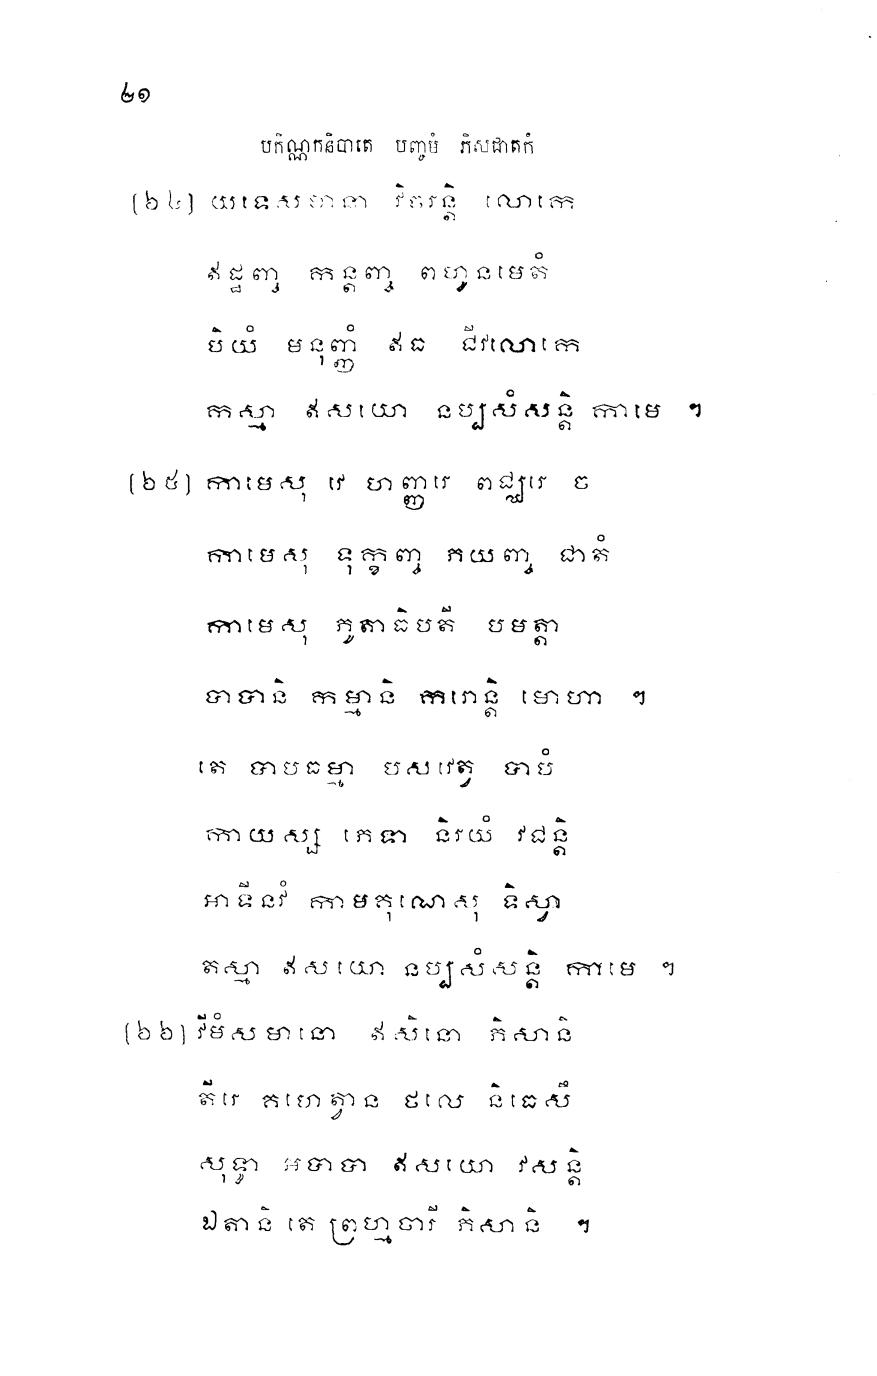 ២១
បកិណ្ណកនិបាតេ បញ្ចមំ ភិសជាតកំ
(៦៤) យទេសមានា វិចរន្តិ លោកេ
ឥដ្ឋញ្ច កន្តញ្ច ពហូនមេតំ
បិយំ មនុញ្ញំ ឥធ ជីវលោកេ
កស្មា ឥសយោ នប្បសំសន្តិ កាមេ ។
(៦៥) កាមេសុ វេ ហញ្ញរេ ពជ្ឈរេ ច
កាមេសុ ទុក្ខញ្ច ភយញ្ច ជាតំ
កាមេសុ ភូតាធិបតី បមត្តា
បាបានិ កម្មានិ ករោន្តិ មោហា ។
តេ បាបធម្មា បសវេត្វ បាបំ
កាយស្ស ភេទា និរយំ វជន្តិ
អាទីនវំ កាមគុណេសុ ទិស្វា
តស្មា ឥសយោ នប្បសំសន្តិ កាមេ ។
(៦៦) វីមំសមានោ ឥសិនោ ភិសានិ
តីរេ គហេត្វាន ថលេ និធេសឹ
សុទ្ធា អបាបា ឥសយោ វសន្តិ
ឯតានិ តេ ព្រហ្មចារី ភិសានិ ។